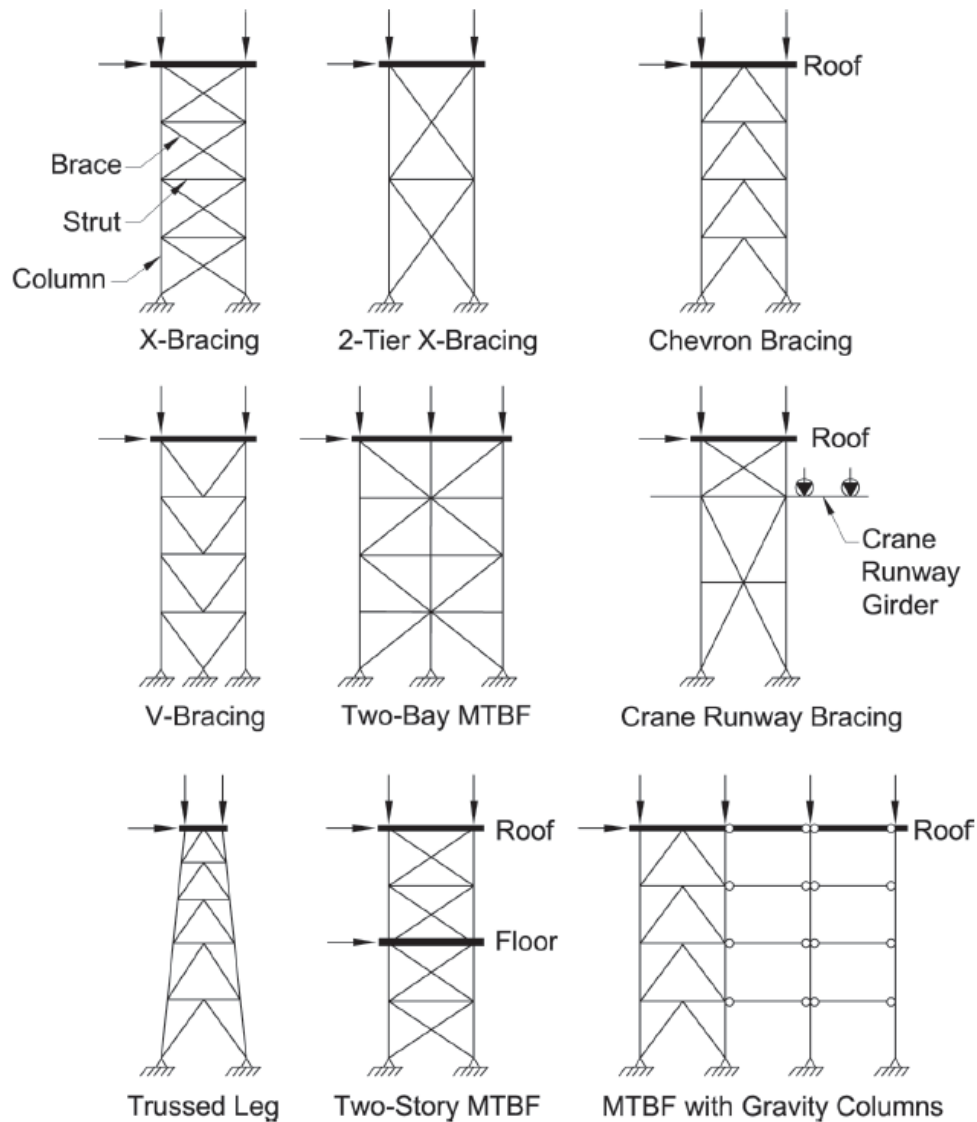 Roof
Brace
Strut
Column
X-Bracing
2-Tier X-Bracing
Chevron Bracing
Roof
Crane
Runway
Girder
V-Bracing
Two-Bay MTBF
Crane Runway Bracing
Roof
Roof
Floor
Trussed Leg
Two-Story MTBF
MTBF with Gravity Columns